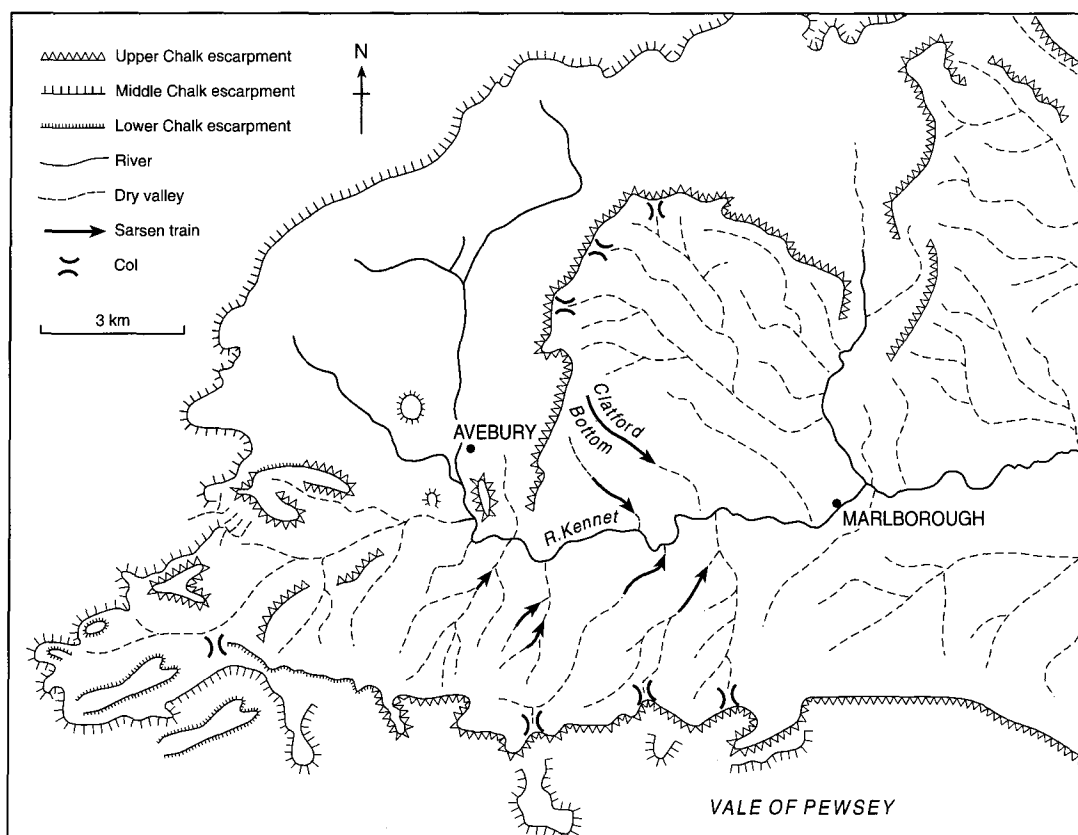 Upper Chalk escarpment
Middle Chalk escarpment
Lower Chalk escarpment
River
Dry valley
Sarsen train
Col
3 km
N
Clatford
Bottom
AVEBURY
MARLBOROUGH
R.Kennet
VALE OF PEWSEY